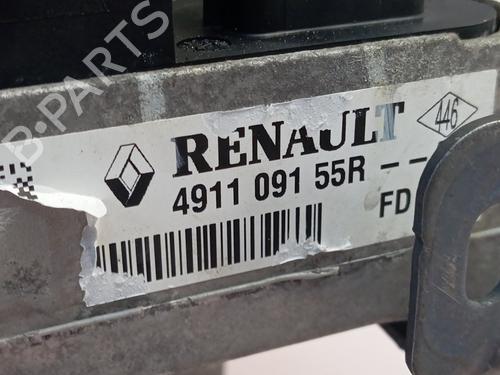 B-PARTS
RENAULT
446
4911 091 55R
--
FD